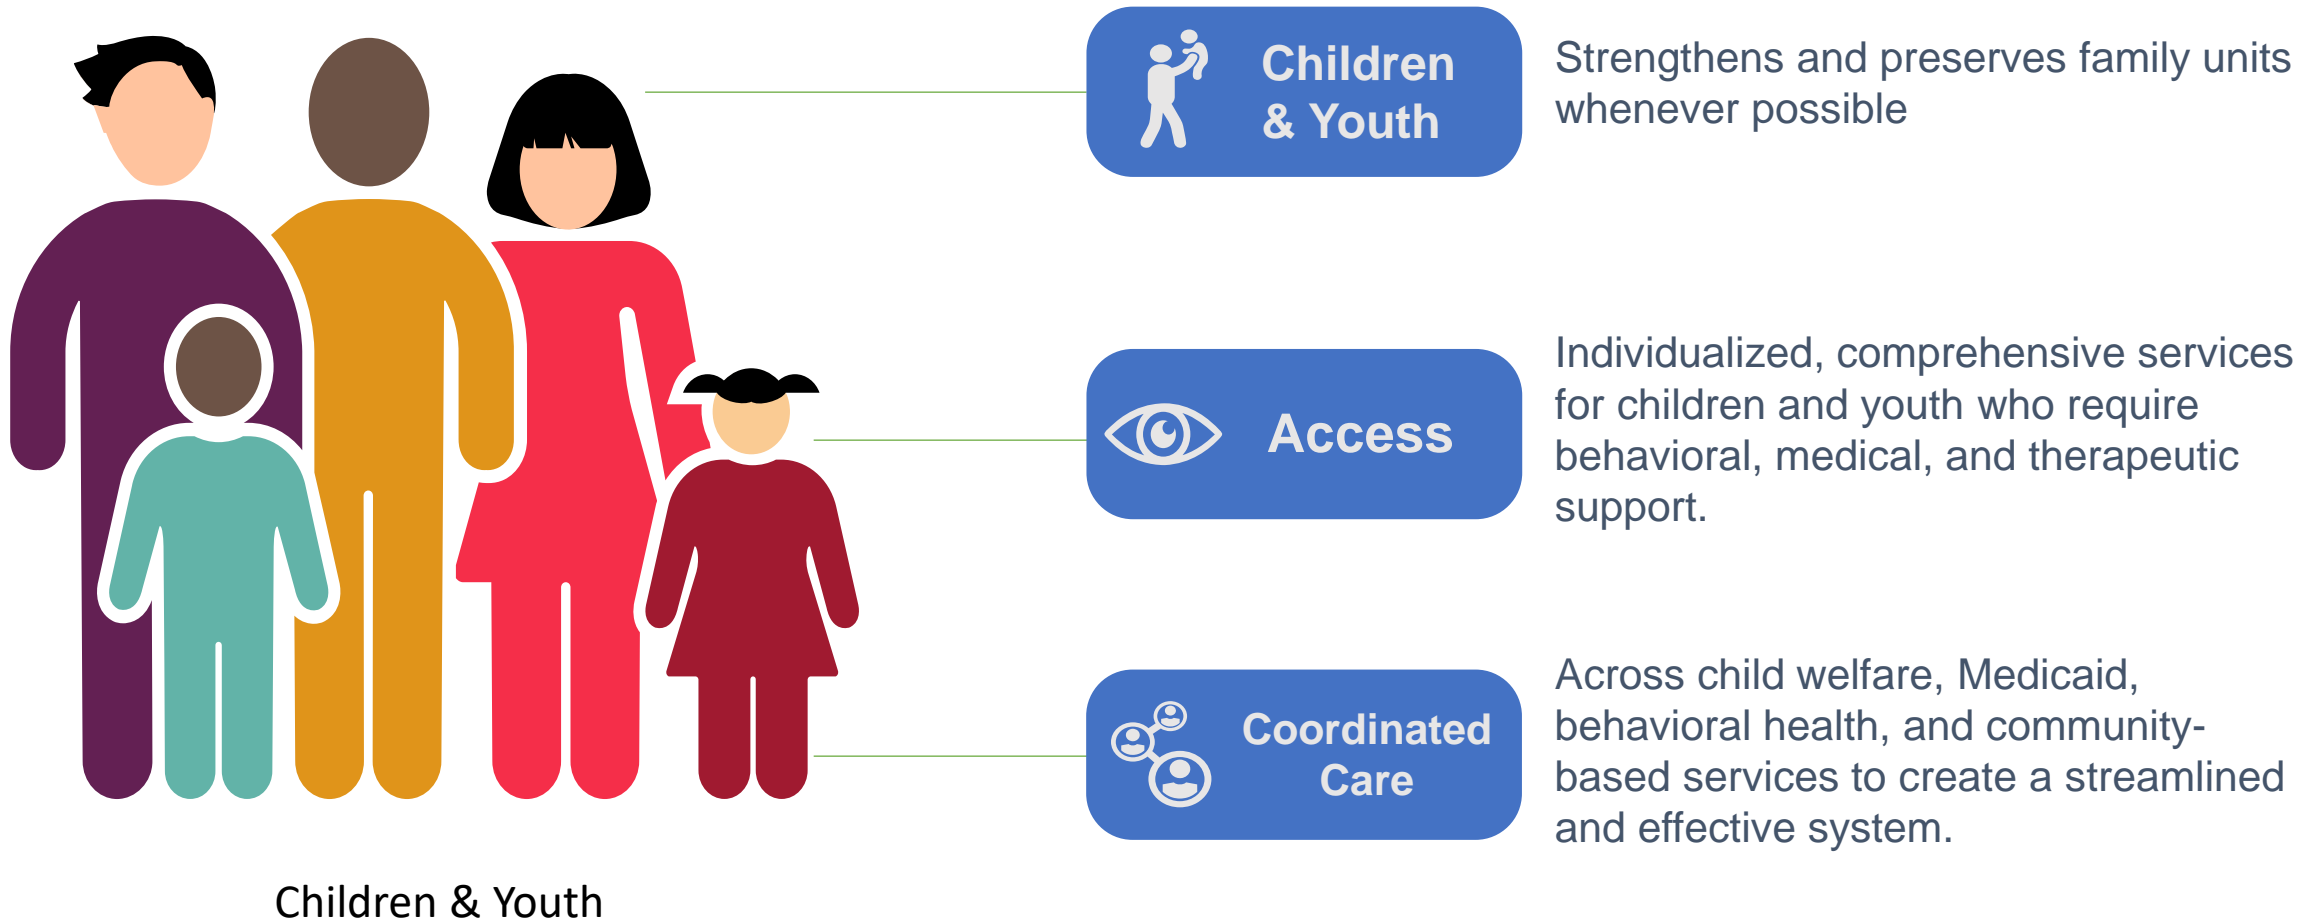 Children
& Youth
Strengthens and preserves family units
whenever possible
Access
Individualized, comprehensive services
for children and youth who require
behavioral, medical, and therapeutic
support.
Coordinated
Care
Across child welfare, Medicaid,
behavioral health, and community-
based services to create a streamlined
and effective system.
Children & Youth